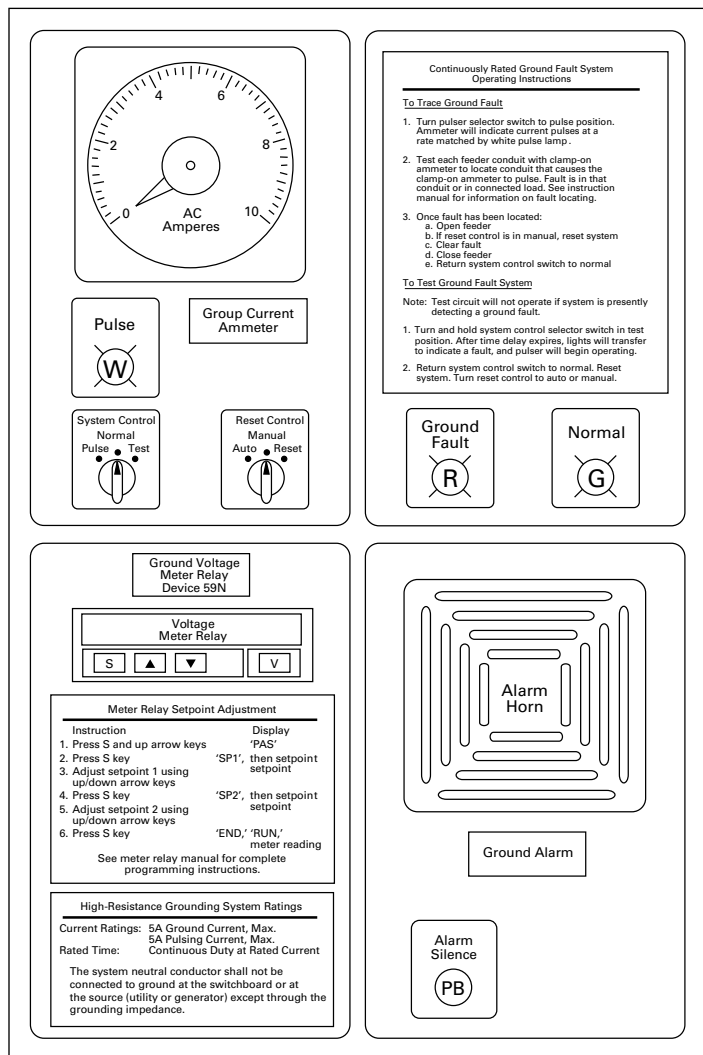 4
6
2
8
0
10
AC
Amperes
Pulse
W
Group Current
Ammeter
System Control
Normal
Pulse
Test
Reset Control
Manual
Auto
Reset
Continuously Rated Ground Fault System
Operating Instructions
To Trace Ground Fault
1. Turn pulser selector switch to pulse position.
Ammeter will indicate current pulses at a
rate matched by white pulse lamp .
2. Test each feeder conduit with clamp-on
ammeter to locate conduit that causes the
clamp-on ammeter to pulse. Fault is in that
conduit or in connected load. See instruction
manual for information on fault locating.
3. Once fault has been located:
a. Open feeder
b. If reset control is in manual, reset system
c. Clear fault
d. Close feeder
e. Return system control switch to normal
To Test Ground Fault System
Note: Test circuit will not operate if system is presently
detecting a ground fault.
1. Turn and hold system control selector switch in test
position. After time delay expires, lights will transfer
to indicate a fault, and pulser will begin operating.
2. Return system control switch to normal. Reset
system. Turn reset control to auto or manual.
Ground
Fault
R
Normal
G
Ground Voltage
Meter Relay
Device 59N
Voltage
Meter Relay
S ▲ ▼ V
Meter Relay Setpoint Adjustment
Instruction Display
1. Press S and up arrow keys 'PAS'
2. Press S key 'SP1', then setpoint
3. Adjust setpoint 1 using setpoint
up/down arrow keys
4. Press S key 'SP2', then setpoint
5. Adjust setpoint 2 using setpoint
up/down arrow keys
6. Press S key 'END,' 'RUN,'
meter reading
See meter relay manual for complete
programming instructions.
High-Resistance Grounding System Ratings
Current Ratings: 5A Ground Current, Max.
5A Pulsing Current, Max.
Rated Time: Continuous Duty at Rated Current
The system neutral conductor shall not be
connected to ground at the switchboard or at
the source (utility or generator) except through the
grounding impedance.
Alarm
Horn
Ground Alarm
Alarm
Silence
PB